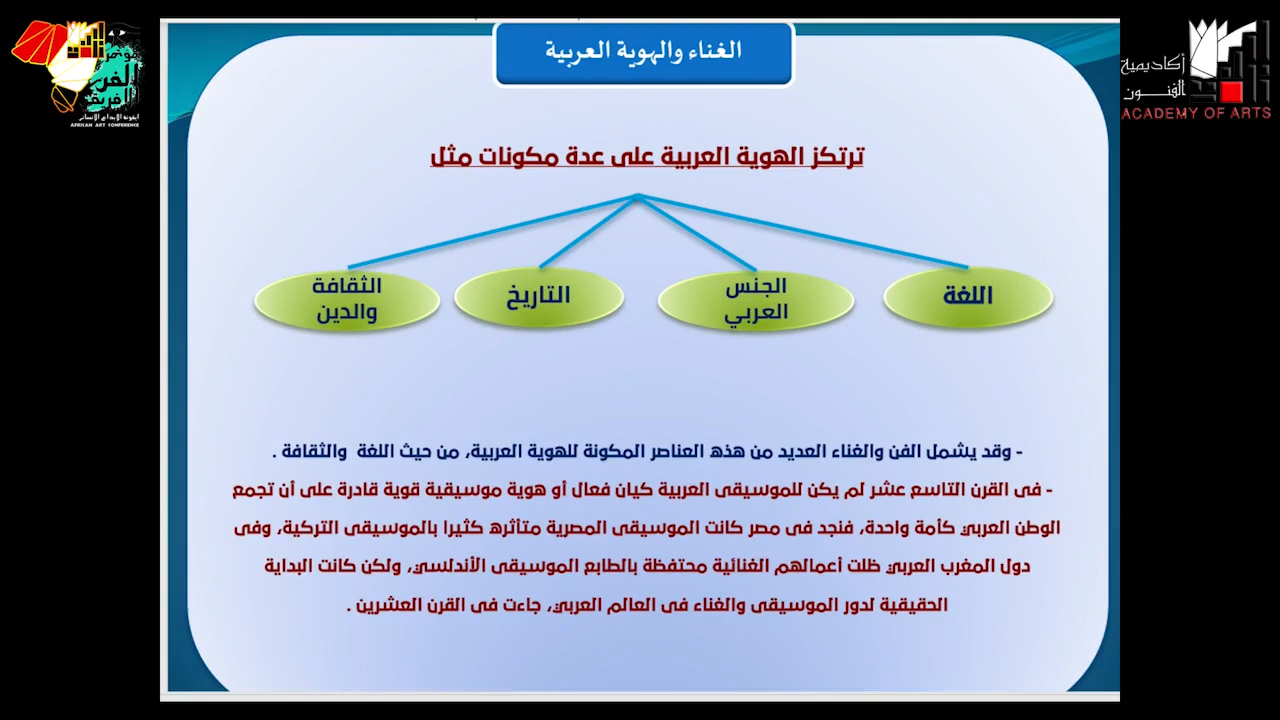 الغناء والهوية العربية
ترتكز الهوية العربية على عدة مكونات مثل
اللغة
الجنس
العربي
التاريخ
الثقافة
والدين
- وقد يشمل الفن والغناء العديد من هذه العناصر المكونة للهوية العربية، من حيث اللغة والثقافة .
- فى القرن التاسع عشر لم يكن للموسيقى العربية كيان فعال أو هوية موسيقية قوية قادرة على أن تجمع
الوطن العربي كأمة واحدة، فنجد فى مصر كانت الموسيقى المصرية متأثره كثيرا بالموسيقى التركية، وفى
دول المغرب العربي ظلت أعمالهم الغنائية محتفظة بالطابع الموسيقى الأندلسي، ولكن كانت البداية
الحقيقية لدور الموسيقى والغناء فى العالم العربي، جاءت فى القرن العشرين .
أكاديمية
الفنون
ACADEMY OF ARTS
AFRICAN ART CONFERENCE